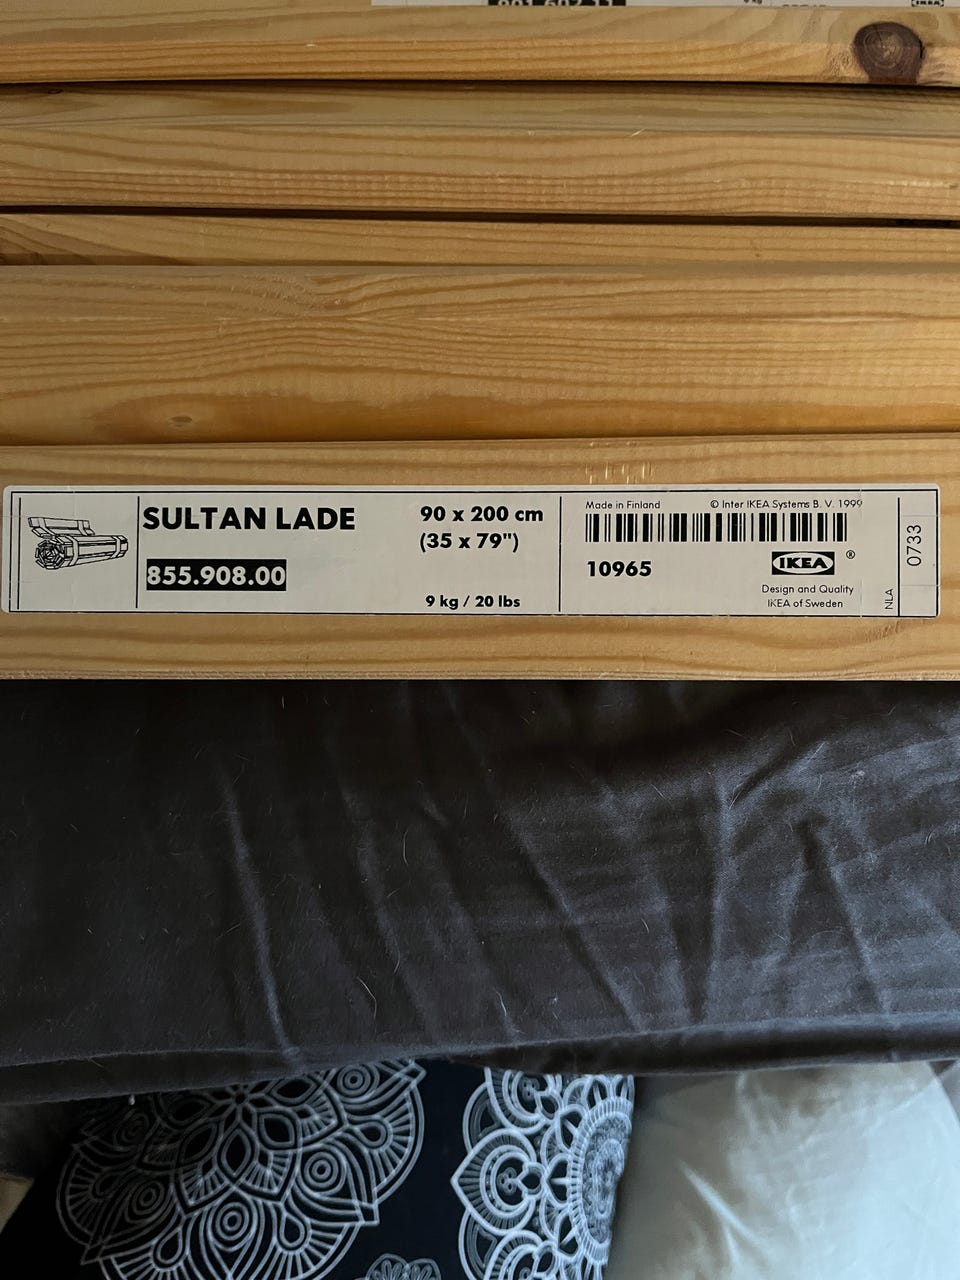 SULTAN LADE
855.908.00
90 x 200 cm
(35 x 79")
9 kg / 20 lbs
Made in Finland
© Inter IKEA Systems B. V. 1999
10965
IKEA ®
Design and Quality
IKEA of Sweden
NLA
0733